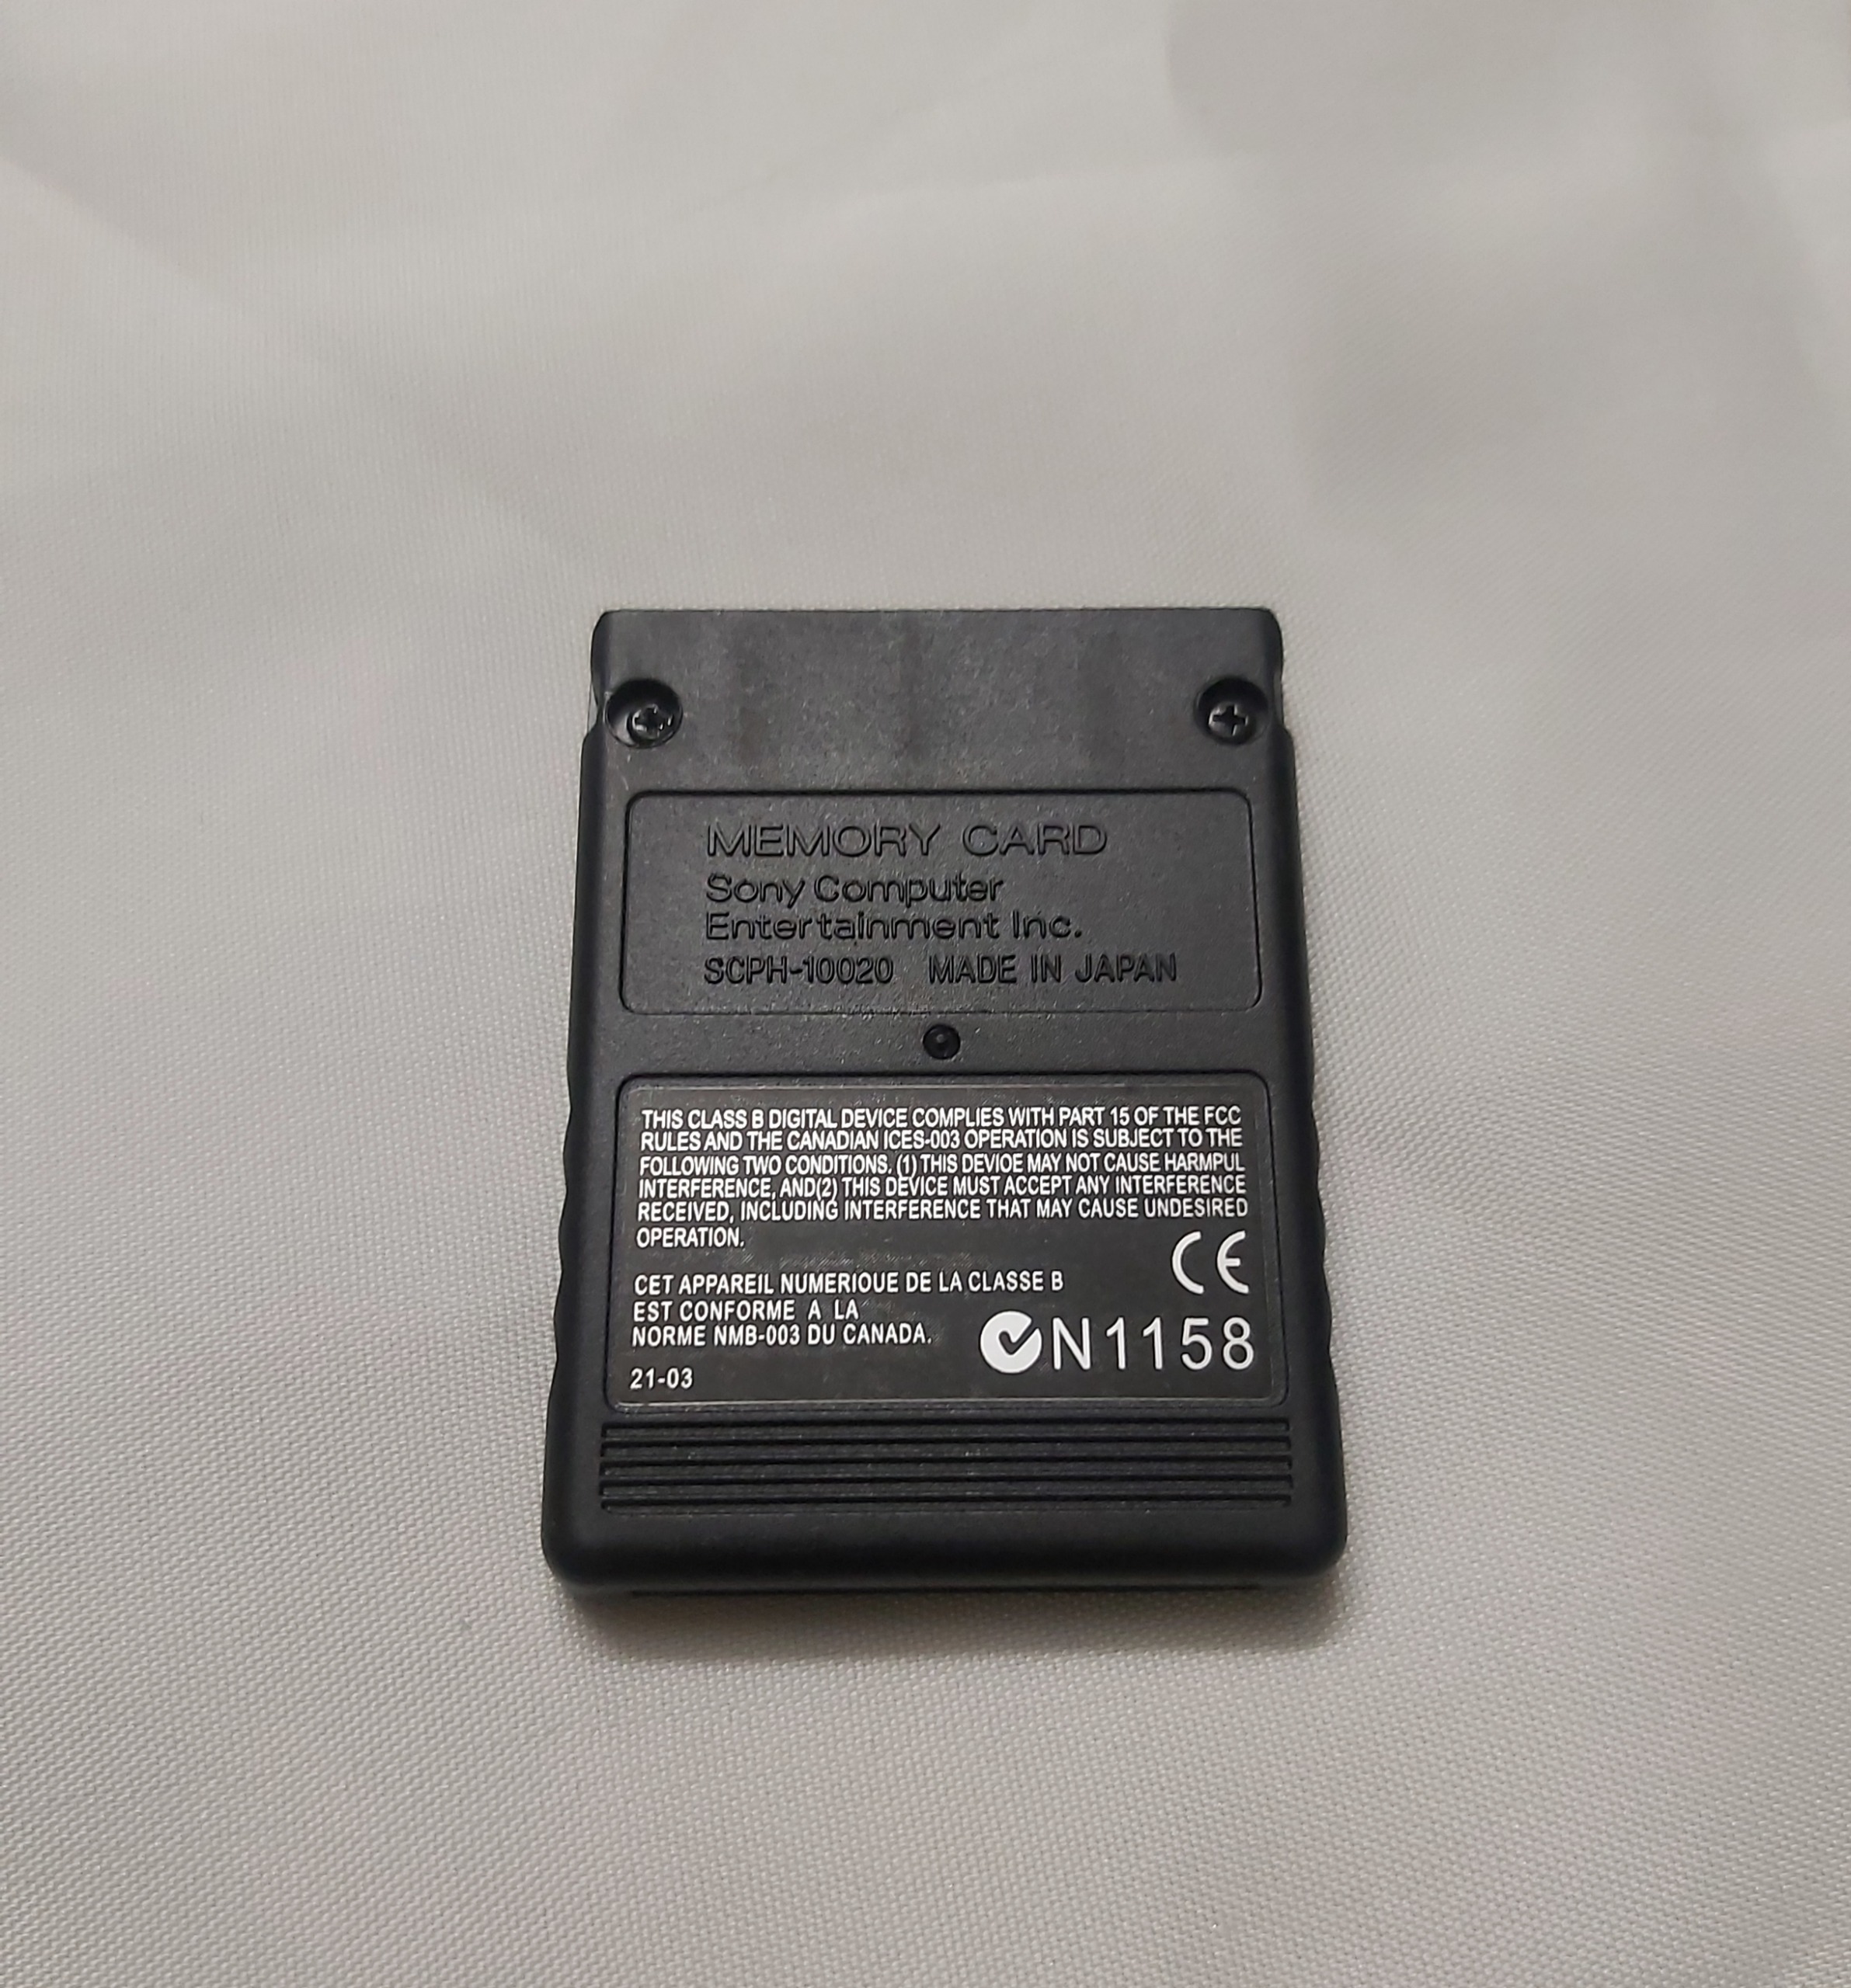 MEMORY CARD
Sony Computer
Entertainment Inc.
SCPH-10020 MADE IN JAPAN
THIS CLASS B DIGITAL DEVICE COMPLIES WITH PART 15 OF THE FCC
RULES AND THE CANADIAN ICES-003 OPERATION IS SUBJECT TO THE
FOLLOWING TWO CONDITIONS. (1) THIS DEVIOE MAY NOT CAUSE HARMPUL
INTERFERENCE, AND(2) THIS DEVICE MUST ACCEPT ANY INTERFERENCE
RECEIVED, INCLUDING INTERFERENCE THAT MAY CAUSE UNDESIRED
OPERATION.
CE
CET APPAREIL NUMERIOUE DE LA CLASSE B
EST CONFORME A LA
NORME NMB-003 DU CANADA.
N1158
21-03